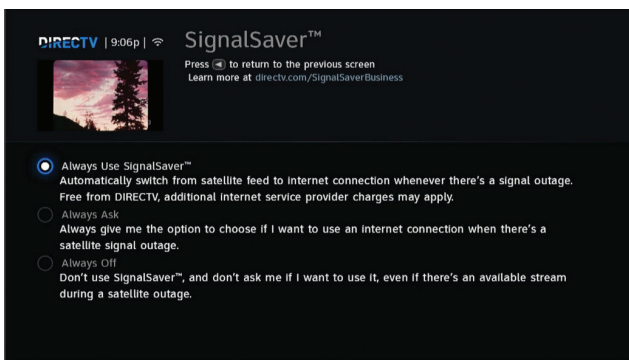 DIRECTV | 9:06p |
SignalSaver™
Press ◀ to return to the previous screen
Learn more at directv.com/SignalSaverBusiness
Always Use SignalSaver™
Automatically switch from satellite feed to internet connection whenever there's a signal outage.
Free from DIRECTV, additional internet service provider charges may apply.
Always Ask
Always give me the option to choose if I want to use an internet connection when there's a
satellite signal outage.
Always Off
Don't use SignalSaver™, and don't ask me if I want to use it, even if there's an available stream
during a satellite outage.